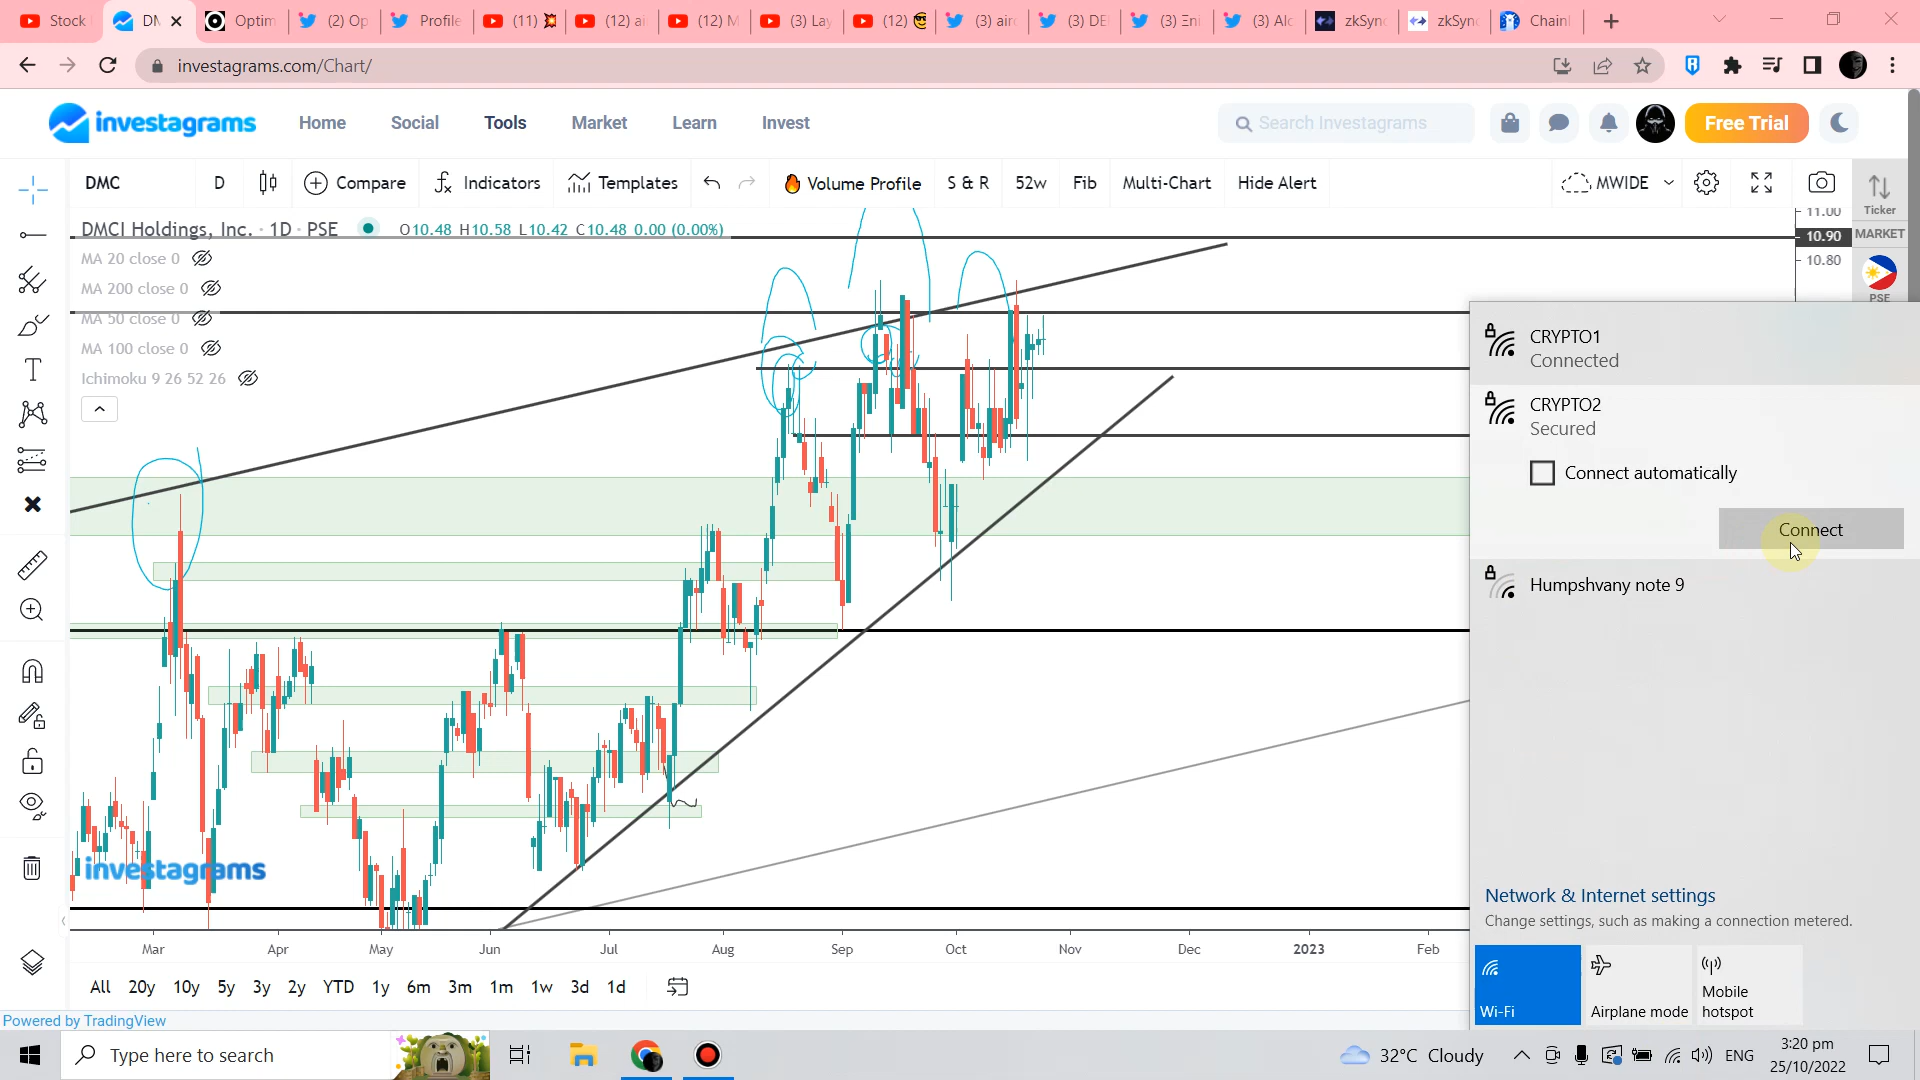 Stock
DM
Optim
(2) Op
Profile
(11)
(12) ai
(12) M
(3) Lay
(12)
(3) aird
(3) DE
(3) Eni
(3) Alc
zkSync
zkSync
Chainl
investagrams.com/Chart/
investagrams
Home
Social
Tools
Market
Learn
Invest
Search Investagrams
Free Trial
DMC
D
Compare
Indicators
Templates
Volume Profile
S & R
52w
Fib
Multi-Chart
Hide Alert
MWIDE
Ticker
DMCI Holdings, Inc. · 1D · PSE
O10.48 H10.58 L10.42 C10.48 0.00 (0.00%)
MA 20 close 0
MA 200 close 0
MA 50 close 0
MA 100 close 0
Ichimoku 9 26 52 26
11.00
10.90
10.80
MARKET
PSE
CRYPTO1
Connected
CRYPTO2
Secured
Connect automatically
Connect
Humpshvany note 9
Network & Internet settings
Change settings, such as making a connection metered.
Wi-Fi
Airplane mode
Mobile
hotspot
investagrams
Mar
Apr
May
Jun
Jul
Aug
Sep
Oct
Nov
Dec
2023
Feb
All
20y
10y
5y
3y
2y
YTD
1y
6m
3m
1m
1w
3d
1d
Powered by TradingView
Type here to search
32°C Cloudy
ENG
3:20 pm
25/10/2022